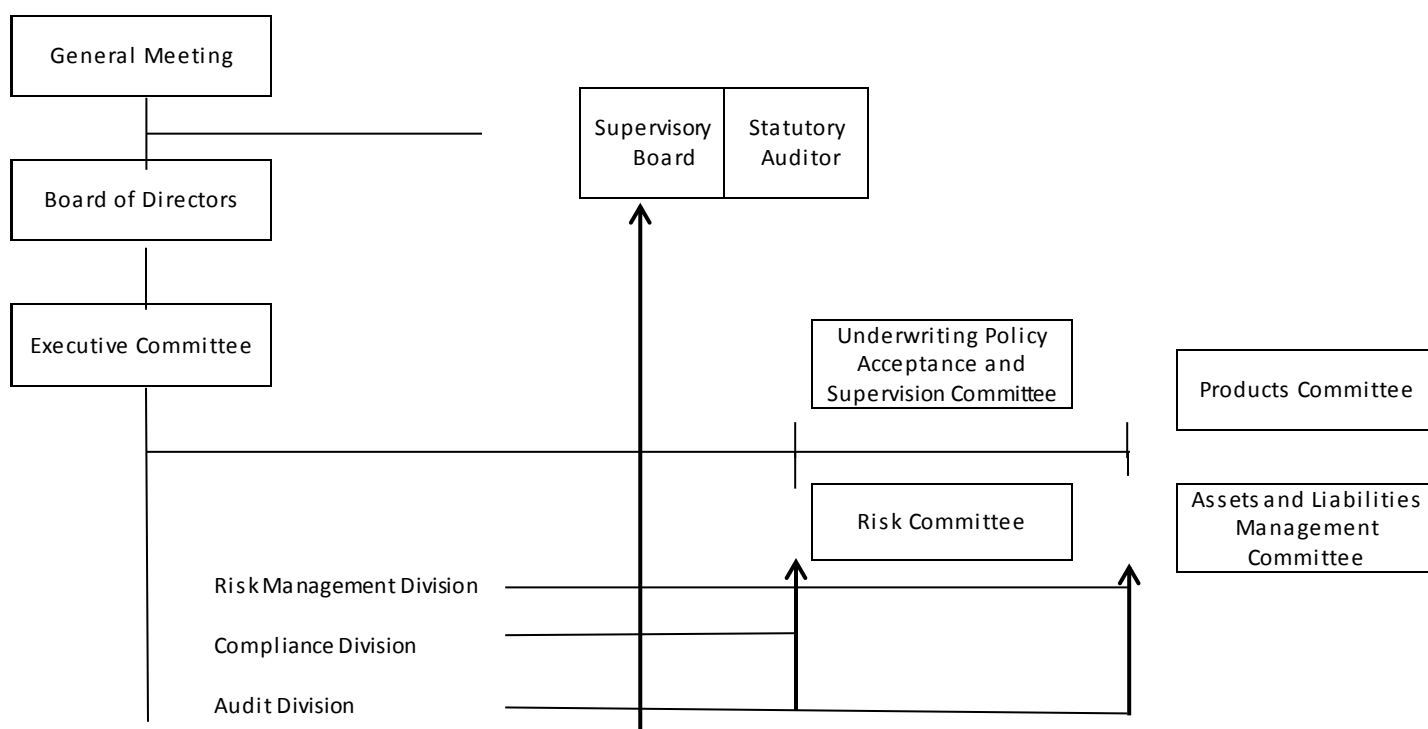 General Meeting
Supervisory
Board
Statutory
Auditor
Board of Directors
Executive Committee
Underwriting Policy
Acceptance and
Supervision Committee
Products Committee
Risk Committee
Assets and Liabilities
Management
Committee
Risk Management Division
Compliance Division
Audit Division